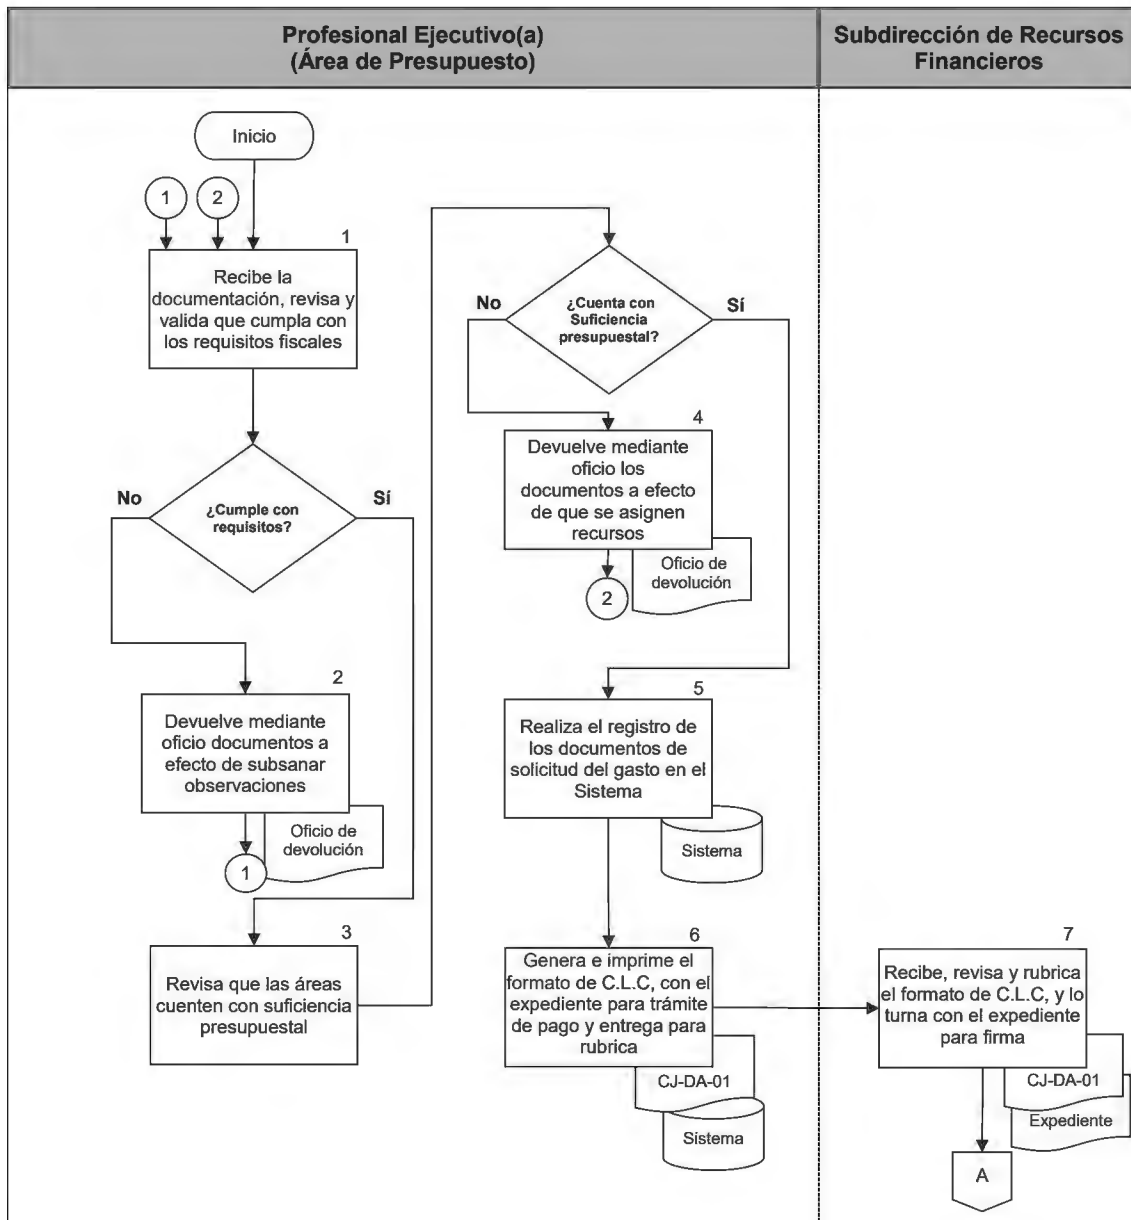 Profesional Ejecutivo(a)
(Área de Presupuesto)
Subdirección de Recursos
Financieros
Inicio
1
2
1
Recibe la
documentación, revisa y
valida que cumpla con
los requisitos fiscales
No
¿Cumple con
requisitos?
Sí
2
Devuelve mediante
oficio documentos a
efecto de subsanar
observaciones
Oficio de
devolución
1
3
Revisa que las áreas
cuenten con suficiencia
presupuestal
No
¿Cuenta con
Suficiencia
presupuestal?
Sí
4
Devuelve mediante
oficio los
documentos a efecto
de que se asignen
recursos
Oficio de
devolución
2
5
Realiza el registro de
los documentos de
solicitud del gasto en el
Sistema
Sistema
6
Genera e imprime el
formato de C.L.C, con el
expediente para trámite
de pago y entrega para
rubrica
CJ-DA-01
Sistema
7
Recibe, revisa y rubrica
el formato de C.L.C, y lo
turna con el expediente
para firma
CJ-DA-01
Expediente
A